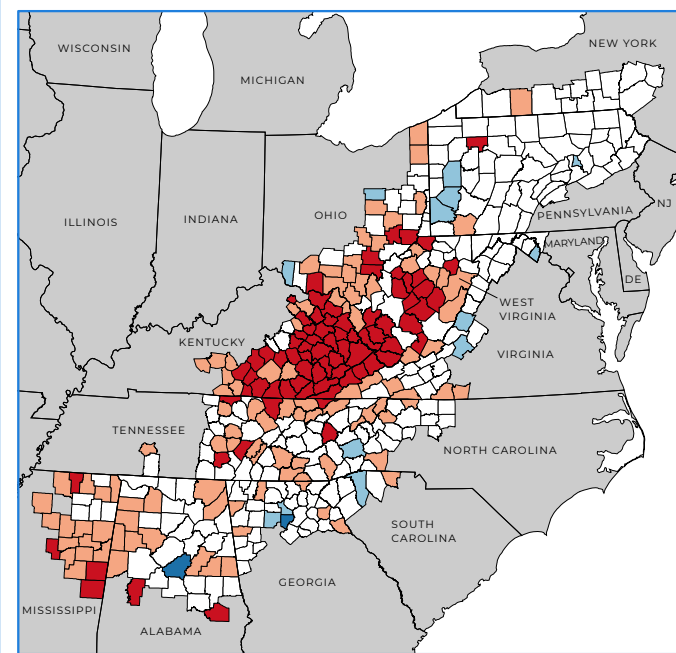 NEW YORK
WISCONSIN
MICHIGAN
NJ
PENNSYLVANIA
ILLINOIS
INDIANA
OHIO
MARYLAND
DE
WEST
VIRGINIA
KENTUCKY
VIRGINIA
TENNESSEE
NORTH CAROLINA
SOUTH
CAROLINA
GEORGIA
MISSISSIPPI
ALABAMA